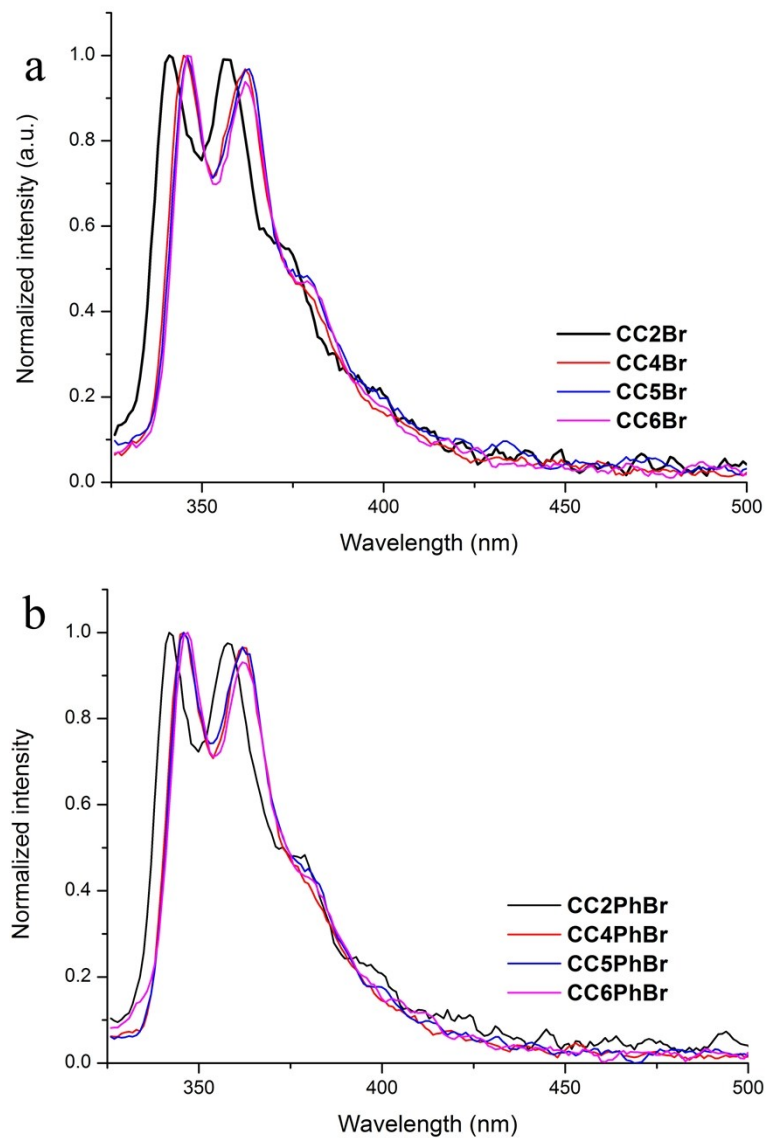 a
Normalized intensity (a.u.)
1.0
0.8
0.6
0.4
0.2
0.0
CC2Br
CC4Br
CC5Br
CC6Br
350
400
450
500
Wavelength (nm)
b
Normalized intensity
1.0
0.8
0.6
0.4
0.2
0.0
CC2PhBr
CC4PhBr
CC5PhBr
CC6PhBr
350
400
450
500
Wavelength (nm)